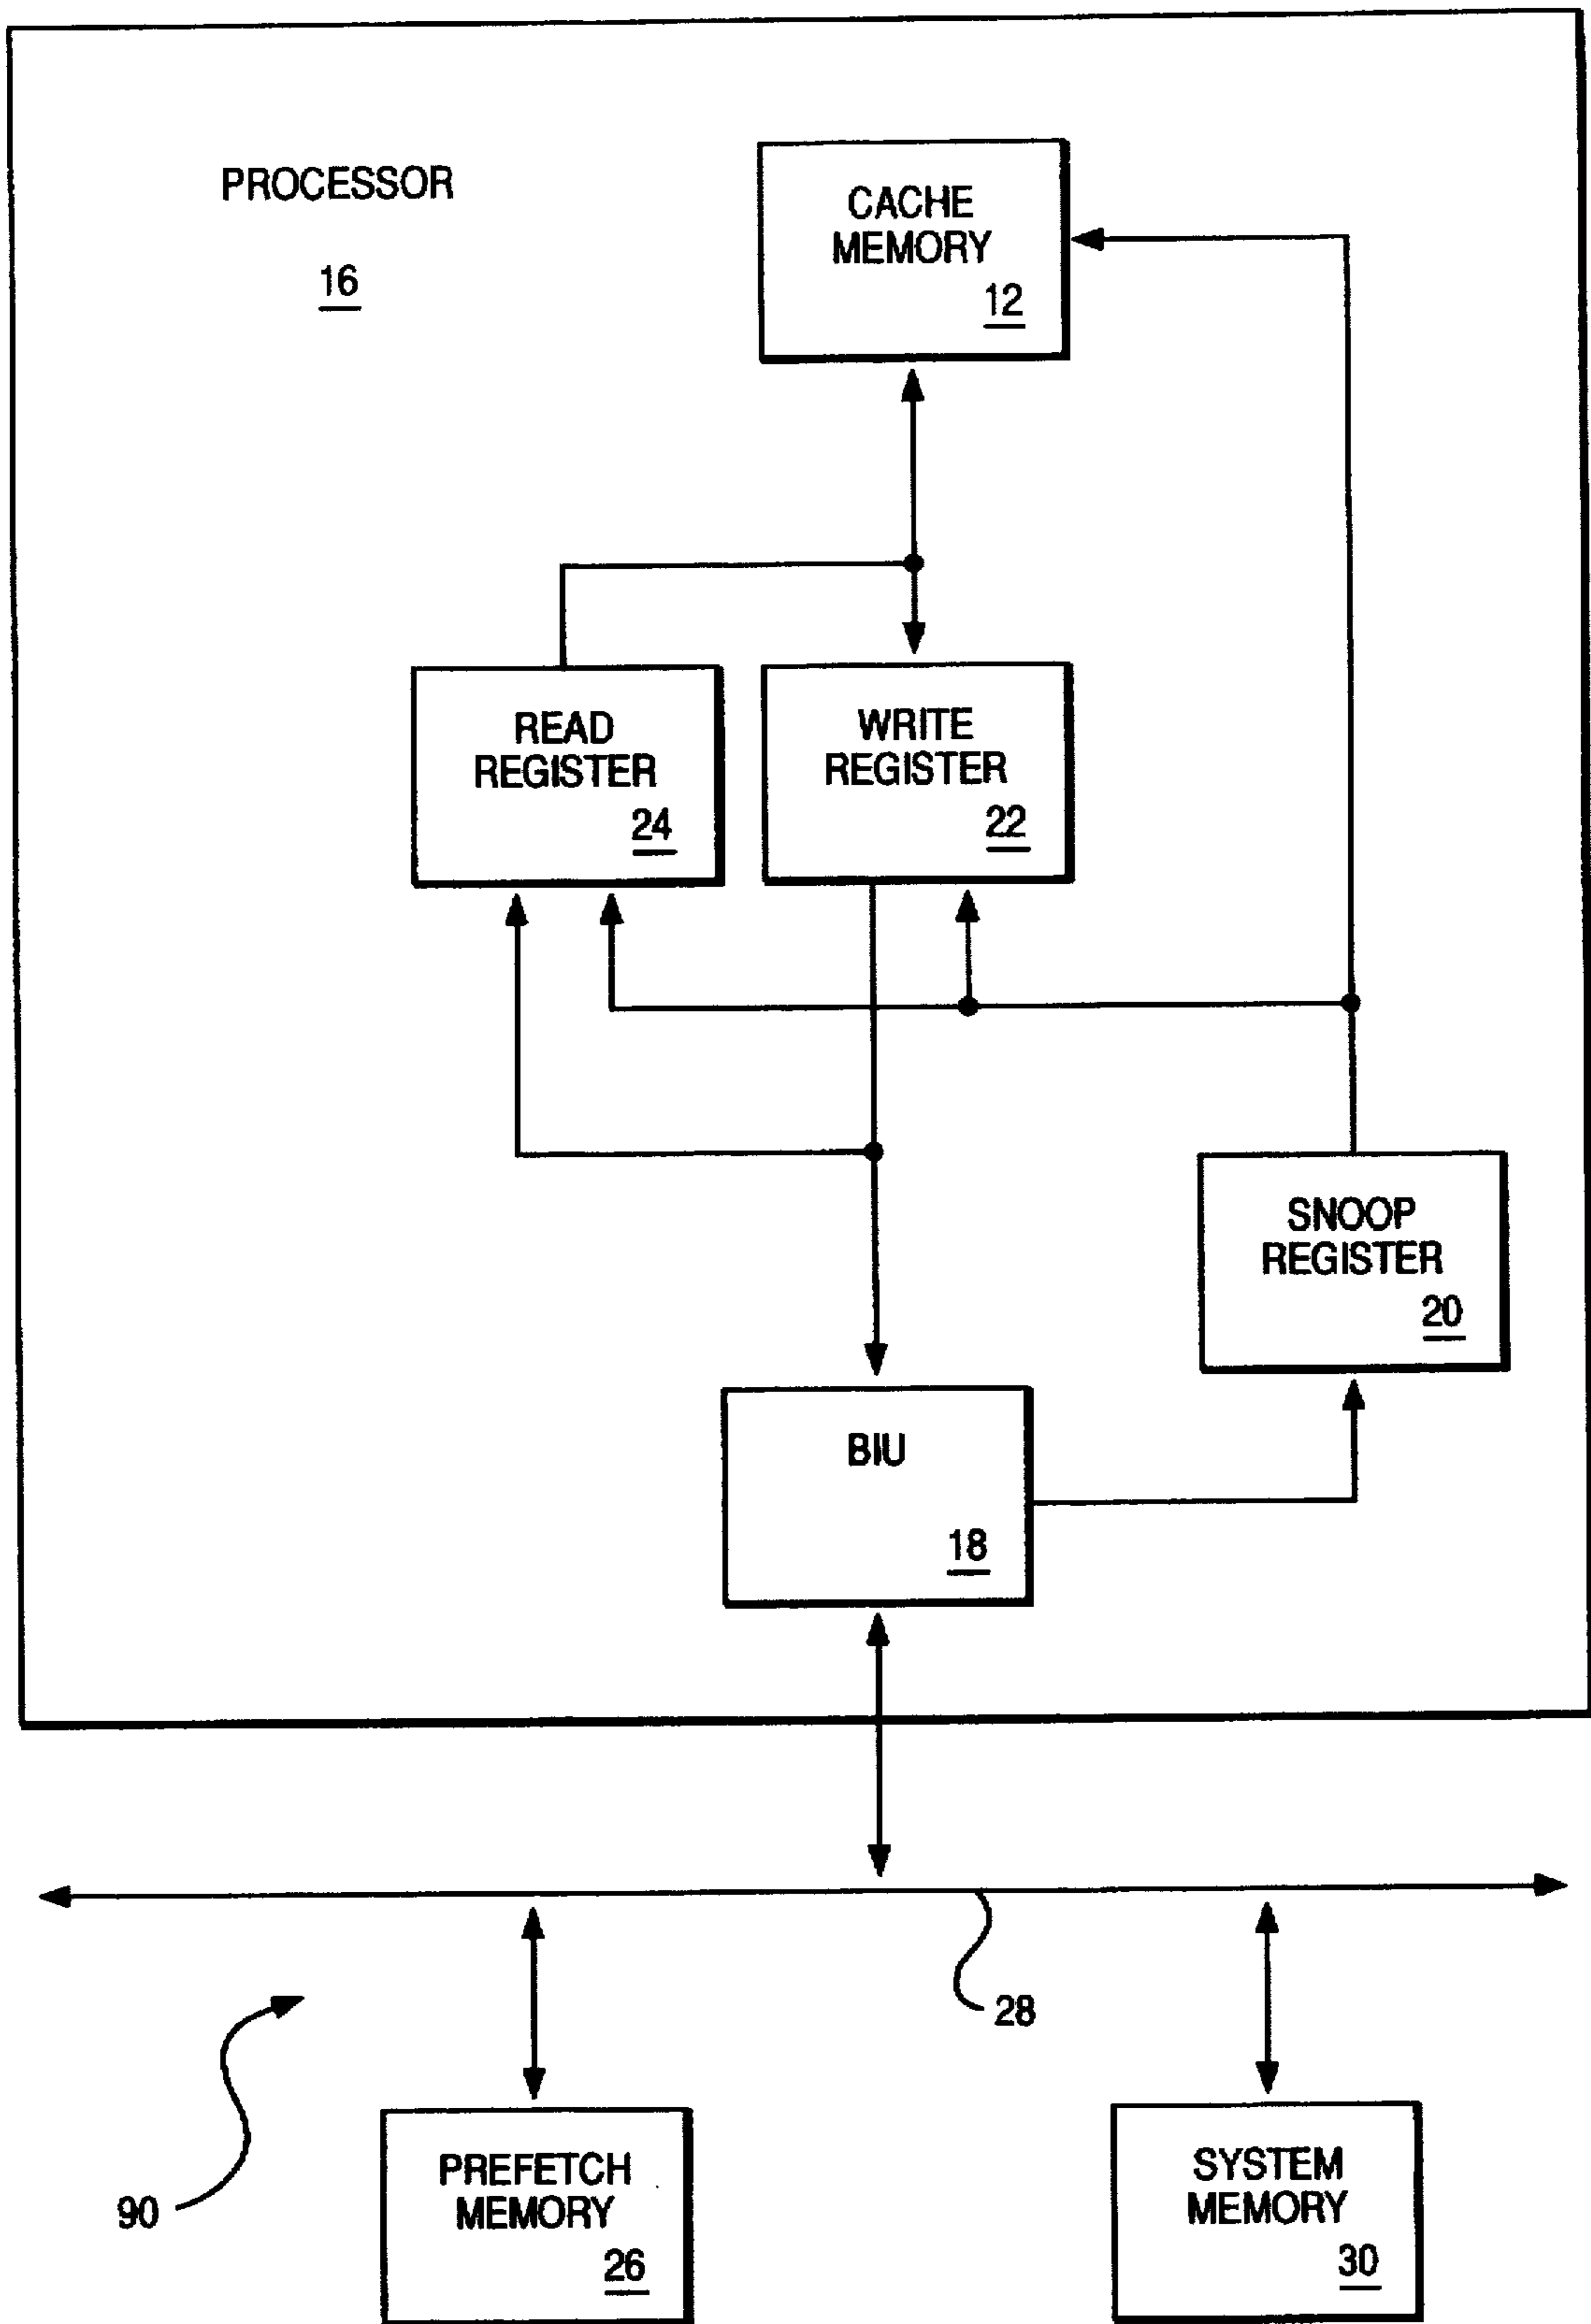 PROCESSOR
16
CACHE
MEMORY
12
READ
REGISTER
24
WRITE
REGISTER
22
SNOOP
REGISTER
20
BIU
18
28
90
PREFETCH
MEMORY
26
SYSTEM
MEMORY
30